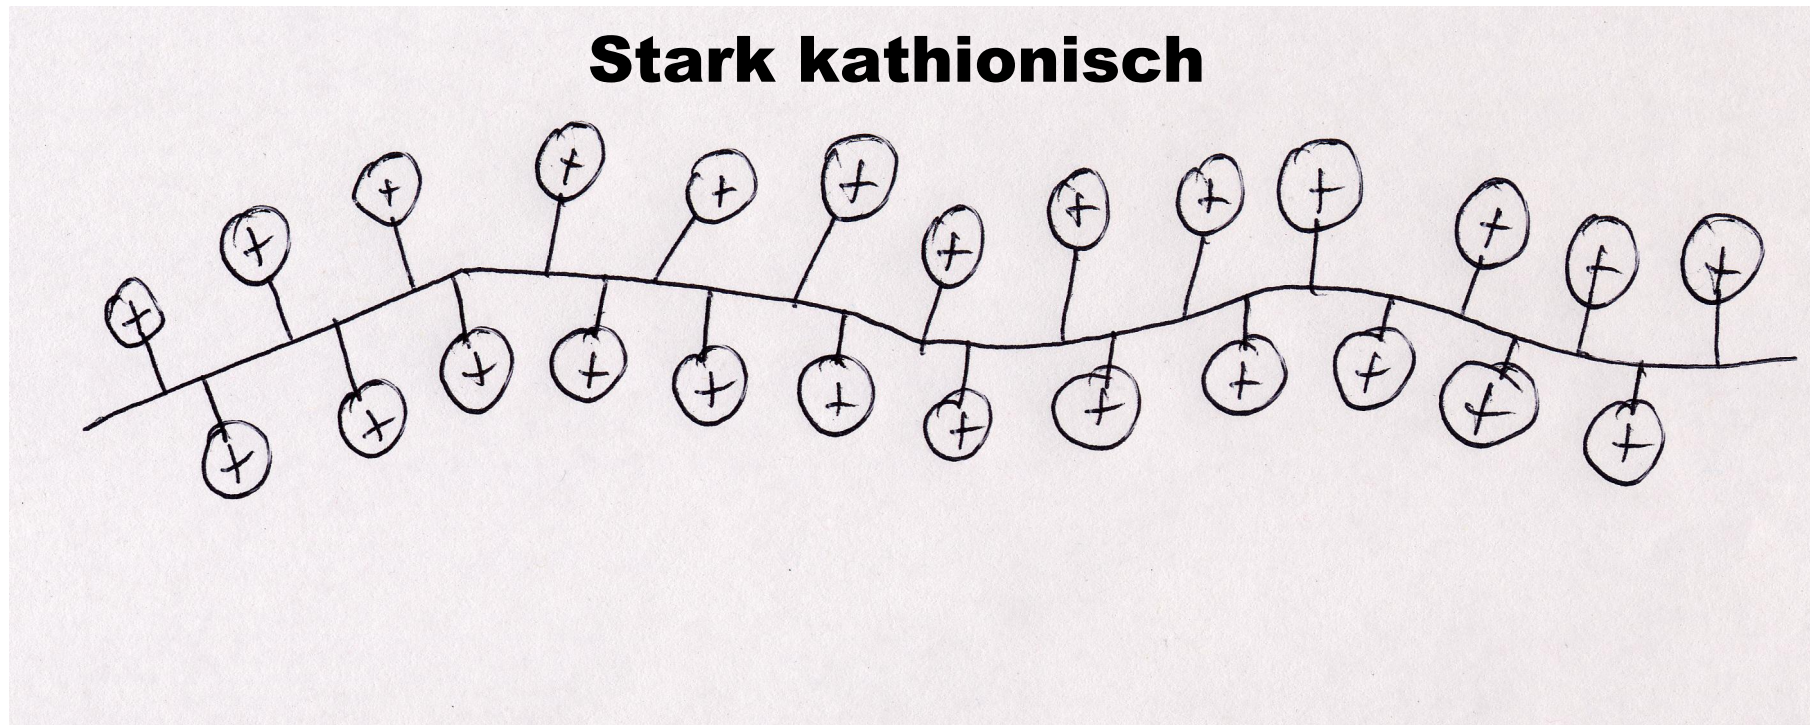 Stark kathionisch
+ + + + + + + + + + + + +
+ + + + + + + + + + + +